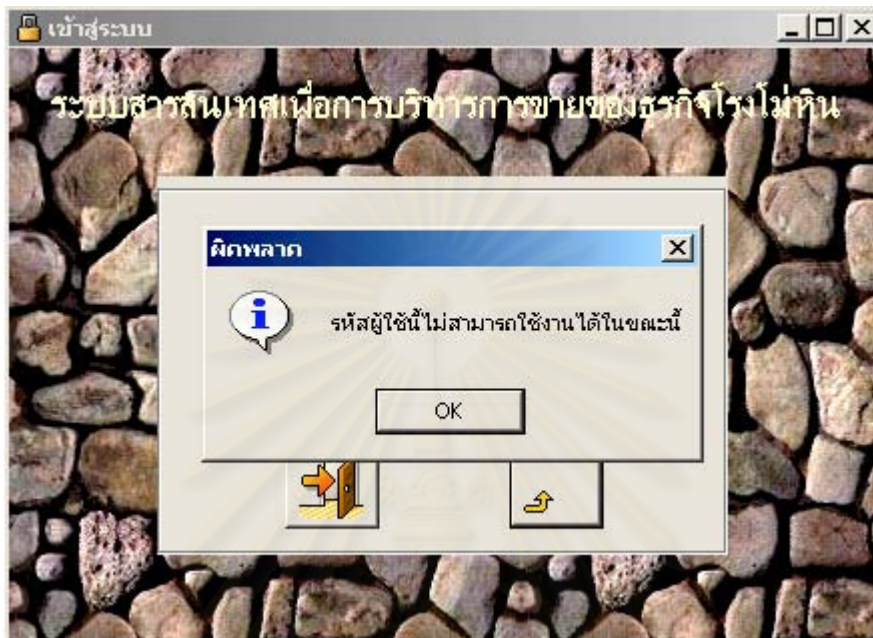 เข้าสู่ระบบ
ระบบสารสนเทศเพื่อการบริหารการขายของธุรกิจโรงโม่หิน
ผิดพลาด
รหัสผู้ใช้นี้ไม่สามารถใช้งานได้ในขณะนี้
OK